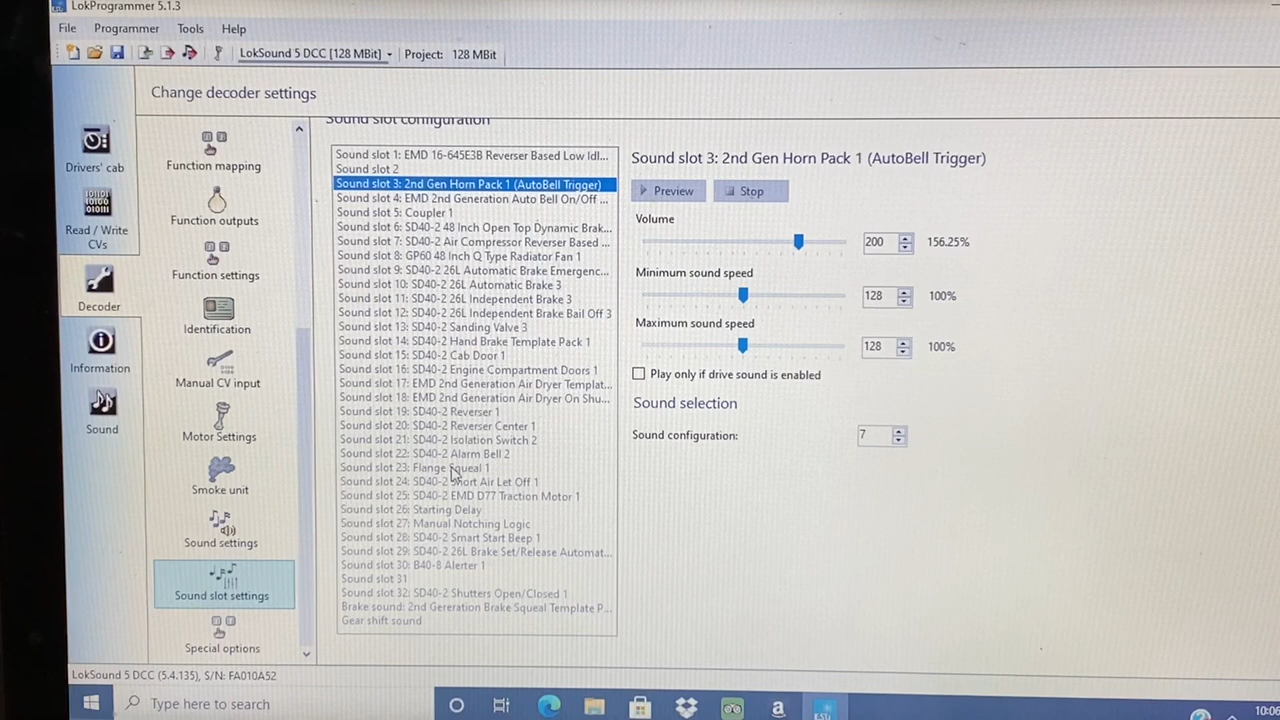 LokProgrammer 5.1.3
File Programmer Tools Help
LokSound 5 DCC [128 MBit] Project: 128 MBit
Change decoder settings
Drivers' cab
Read / Write CVs
Decoder
Information
Sound
Function mapping
Function outputs
Function settings
Identification
Manual CV input
Motor Settings
Smoke unit
Sound settings
Sound slot settings
Special options
Sound slot configuration
Sound slot 1: EMD 16-645E3B Reverser Based Low Idl...
Sound slot 2
Sound slot 3: 2nd Gen Horn Pack 1 (AutoBell Trigger)
Sound slot 4: EMD 2nd Generation Auto Bell On/Off ...
Sound slot 5: Coupler 1
Sound slot 6: SD40-2 48 Inch Open Top Dynamic Brak...
Sound slot 7: SD40-2 Air Compressor Reverser Based ...
Sound slot 8: GP60 48 Inch Q Type Radiator Fan 1
Sound slot 9: SD40-2 26L Automatic Brake Emergenc...
Sound slot 10: SD40-2 26L Automatic Brake 3
Sound slot 11: SD40-2 26L Independent Brake 3
Sound slot 12: SD40-2 26L Independent Brake Bail Off 3
Sound slot 13: SD40-2 Sanding Valve 3
Sound slot 14: SD40-2 Hand Brake Template Pack 1
Sound slot 15: SD40-2 Cab Door 1
Sound slot 16: SD40-2 Engine Compartment Doors 1
Sound slot 17: EMD 2nd Generation Air Dryer Templat...
Sound slot 18: EMD 2nd Generation Air Dryer On Shu...
Sound slot 19: SD40-2 Reverser 1
Sound slot 20: SD40-2 Reverser Center 1
Sound slot 21: SD40-2 Isolation Switch 2
Sound slot 22: SD40-2 Alarm Bell 2
Sound slot 23: Flange Squeal 1
Sound slot 24: SD40-2 Short Air Let Off 1
Sound slot 25: SD40-2 EMD D77 Traction Motor 1
Sound slot 26: Starting Delay
Sound slot 27: Manual Notching Logic
Sound slot 28: SD40-2 Smart Start Beep 1
Sound slot 29: SD40-2 26L Brake Set/Release Automat...
Sound slot 30: B40-8 Alerter 1
Sound slot 31
Sound slot 32: SD40-2 Shutters Open/Closed 1
Brake sound: 2nd Gereration Brake Squeal Template P...
Gear shift sound
Sound slot 3: 2nd Gen Horn Pack 1 (AutoBell Trigger)
Preview Stop
Volume
200 156.25%
Minimum sound speed
128 100%
Maximum sound speed
128 100%
Play only if drive sound is enabled
Sound selection
Sound configuration: 7
LokSound 5 DCC (5.4.135), S/N: FA010A52
Type here to search
ESU
10:06